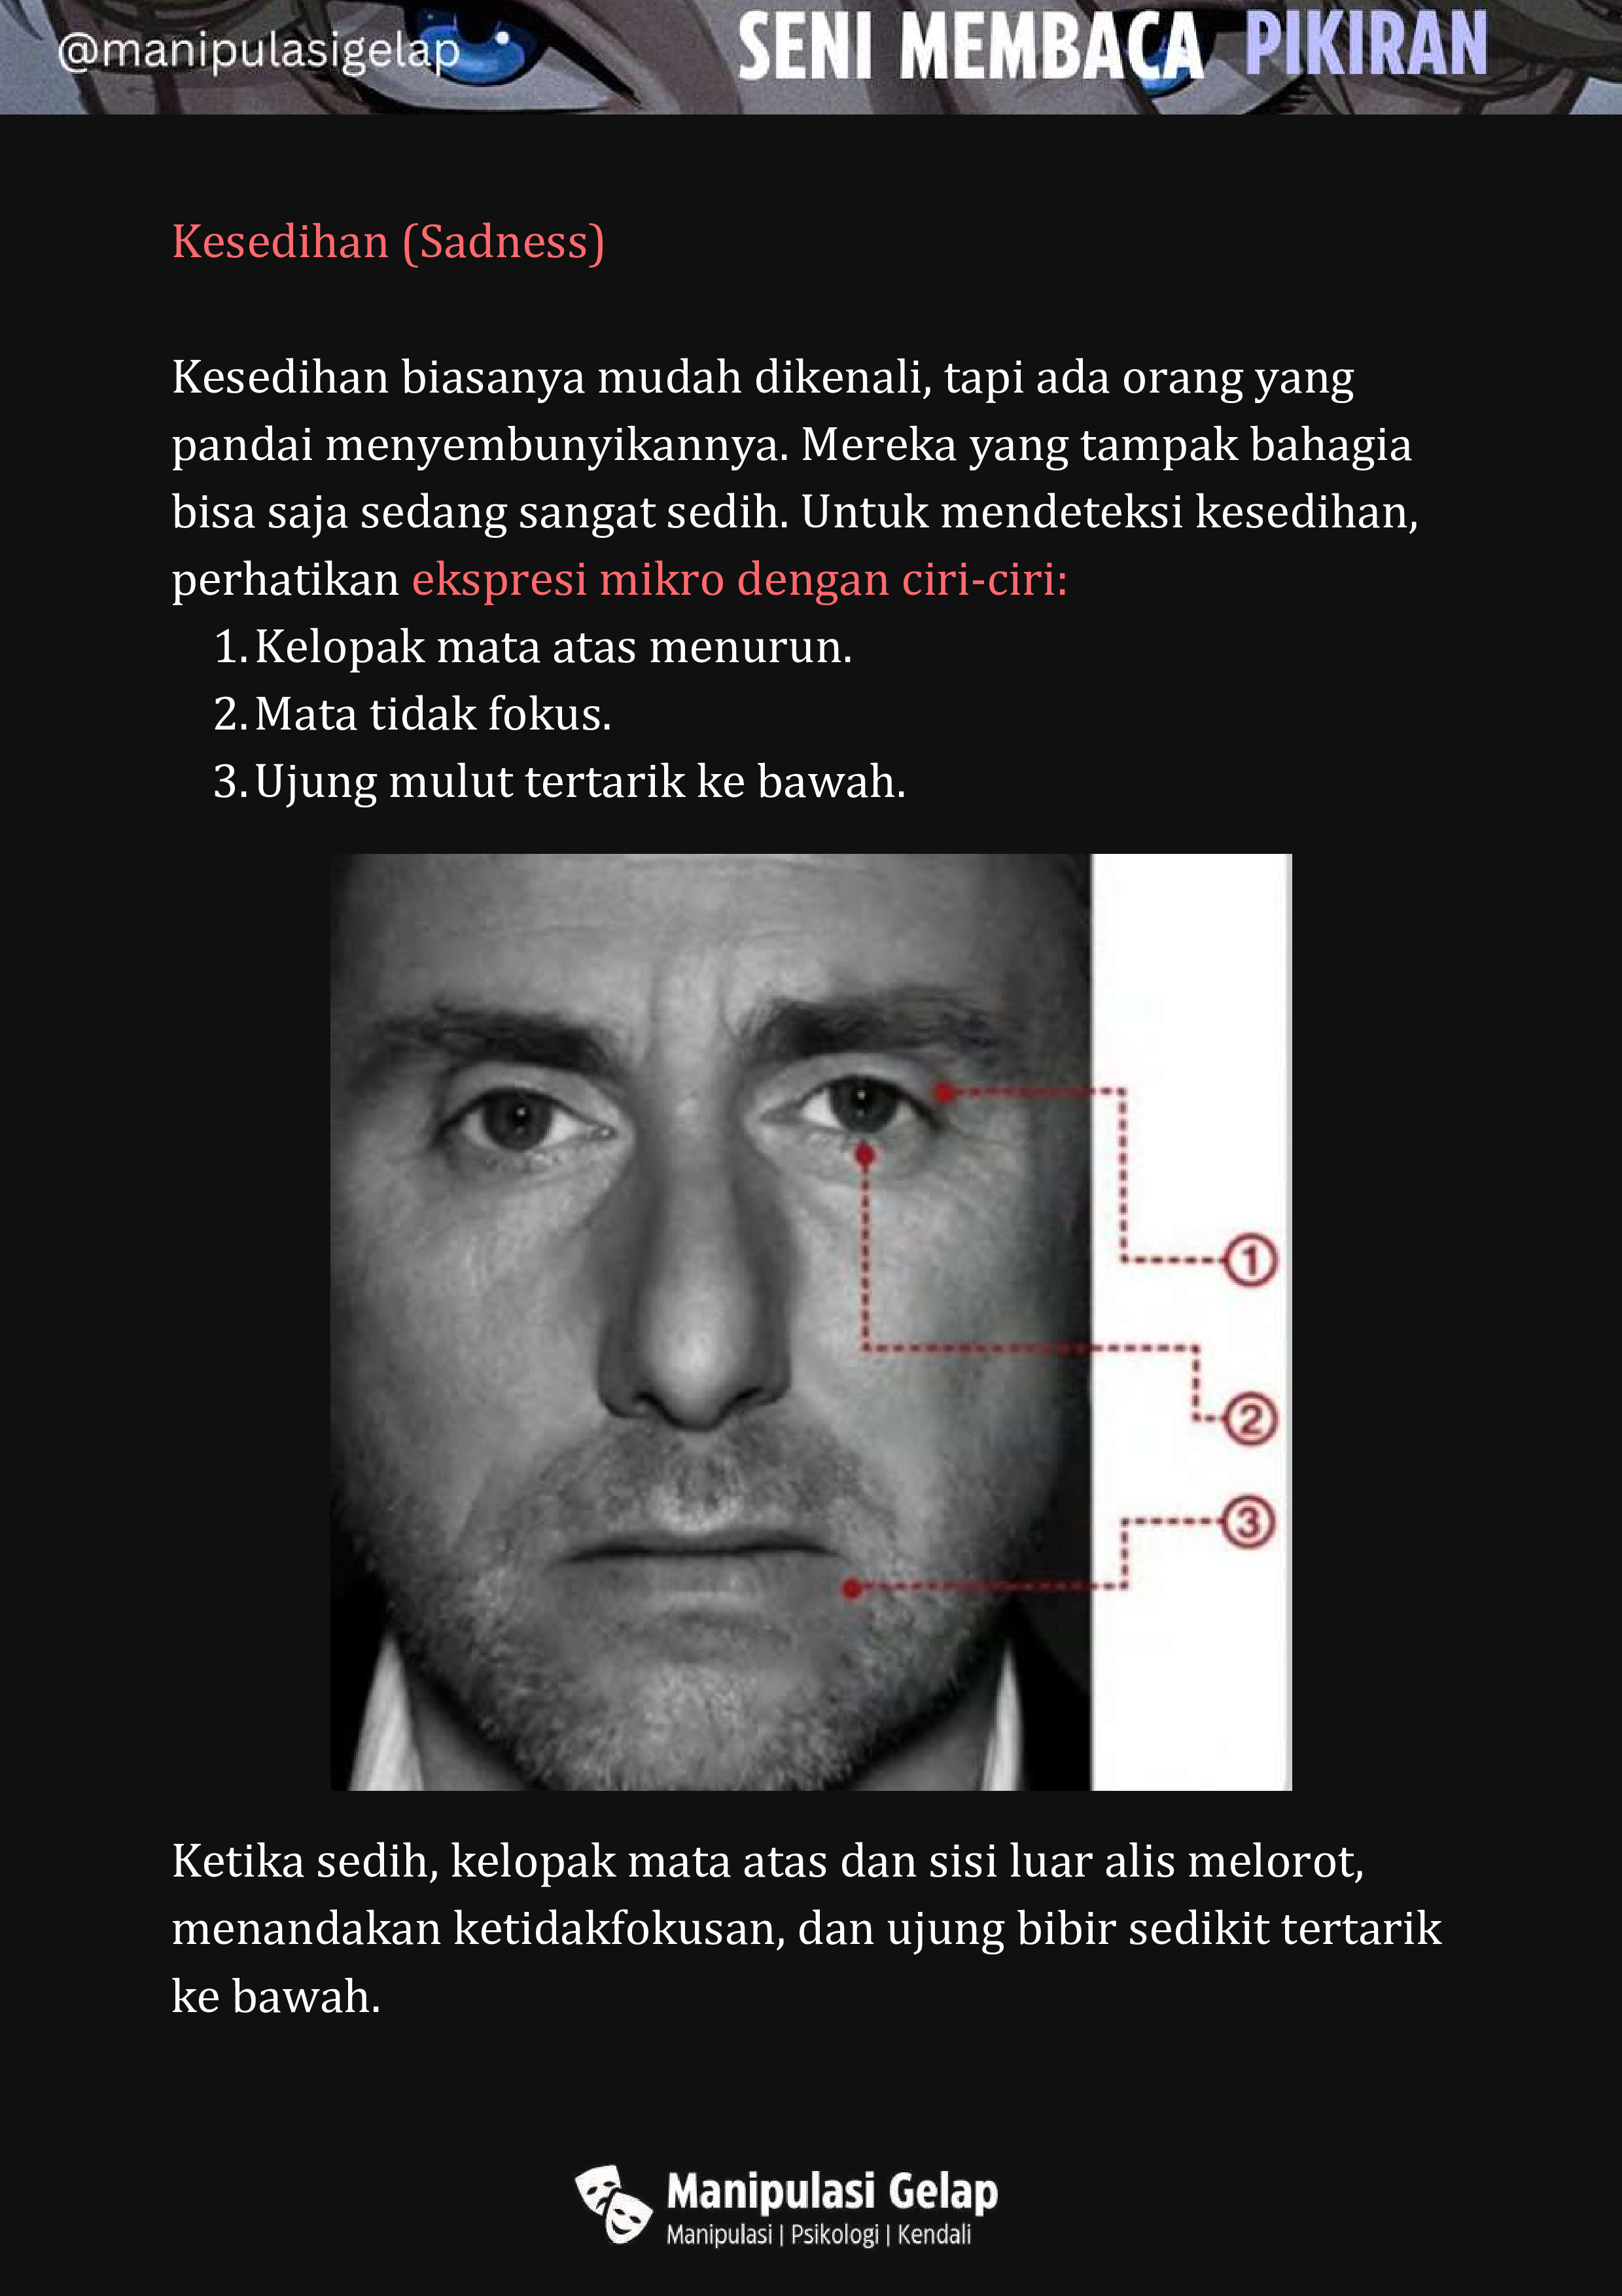 @manipulasigelap
SENI MEMBACA PIKIRAN
Kesedihan (Sadness)
Kesedihan biasanya mudah dikenali, tapi ada orang yang
pandai menyembunyikannya. Mereka yang tampak bahagia
bisa saja sedang sangat sedih. Untuk mendeteksi kesedihan,
perhatikan ekspresi mikro dengan ciri-ciri:
1. Kelopak mata atas menurun.
2. Mata tidak fokus.
3. Ujung mulut tertarik ke bawah.
1
2
3
Ketika sedih, kelopak mata atas dan sisi luar alis melorot,
menandakan ketidakfokusan, dan ujung bibir sedikit tertarik
ke bawah.
Manipulasi Gelap
Manipulasi | Psikologi | Kendali